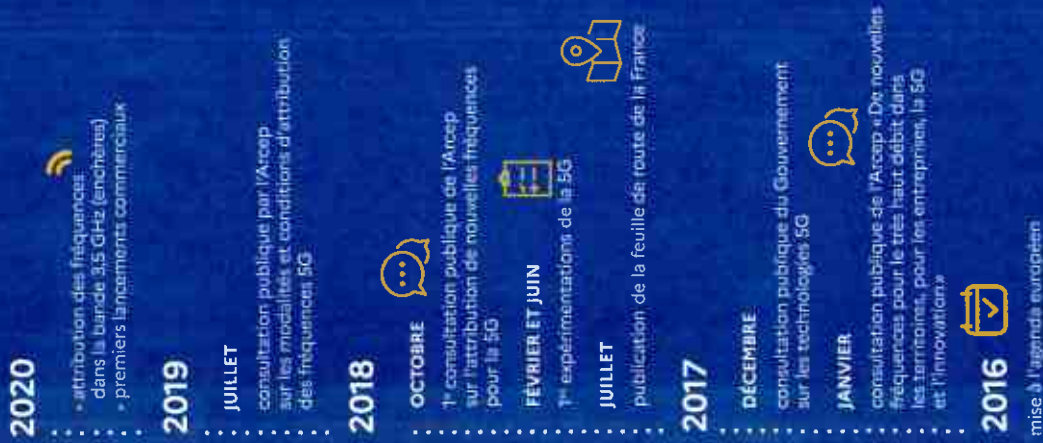 2020
• attribution des fréquences
dans la bande 3,5 GHz (enchères)
• premiers lancements commerciaux
2019
JUILLET
consultation publique par l'Arcep
sur les modalités et conditions d'attribution
des fréquences 5G
2018
OCTOBRE
1ʳ consultation publique de l'Arcep
sur l'attribution de nouvelles fréquences
pour la 5G
FEVRIER ET JUIN
1ʳᵉˢ expérimentations de la 5G
JUILLET
publication de la feuille de route de la France
2017
DÉCEMBRE
consultation publique du Gouvernement
sur les technologies 5G
JANVIER
consultation publique de l'Arcep « De nouvelles
fréquences pour le très haut débit dans
les territoires, pour les entreprises, la 5G
et l'innovation»
2016
mise à l'agenda européen